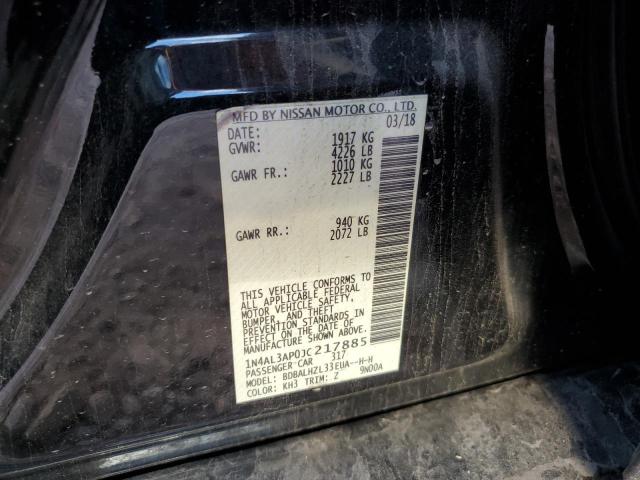 MFD BY NISSAN MOTOR CO., LTD.
DATE: 03/18
GVWR: 1917 KG
4226 LB
GAWR FR.: 1010 KG
2227 LB
GAWR RR.: 940 KG
2072 LB
THIS VEHICLE CONFORMS TO
ALL APPLICABLE FEDERAL
MOTOR VEHICLE SAFETY,
BUMPER, AND THEFT
PREVENTION STANDARDS IN
EFFECT ON THE DATE OF
MANUFACTURE SHOWN ABOVE.
1N4AL3AP0JC217885
PASSENGER CAR 317
MODEL: BDBALHZL33EUA--H-H
COLOR: KH3 TRIM: Z 9N00A